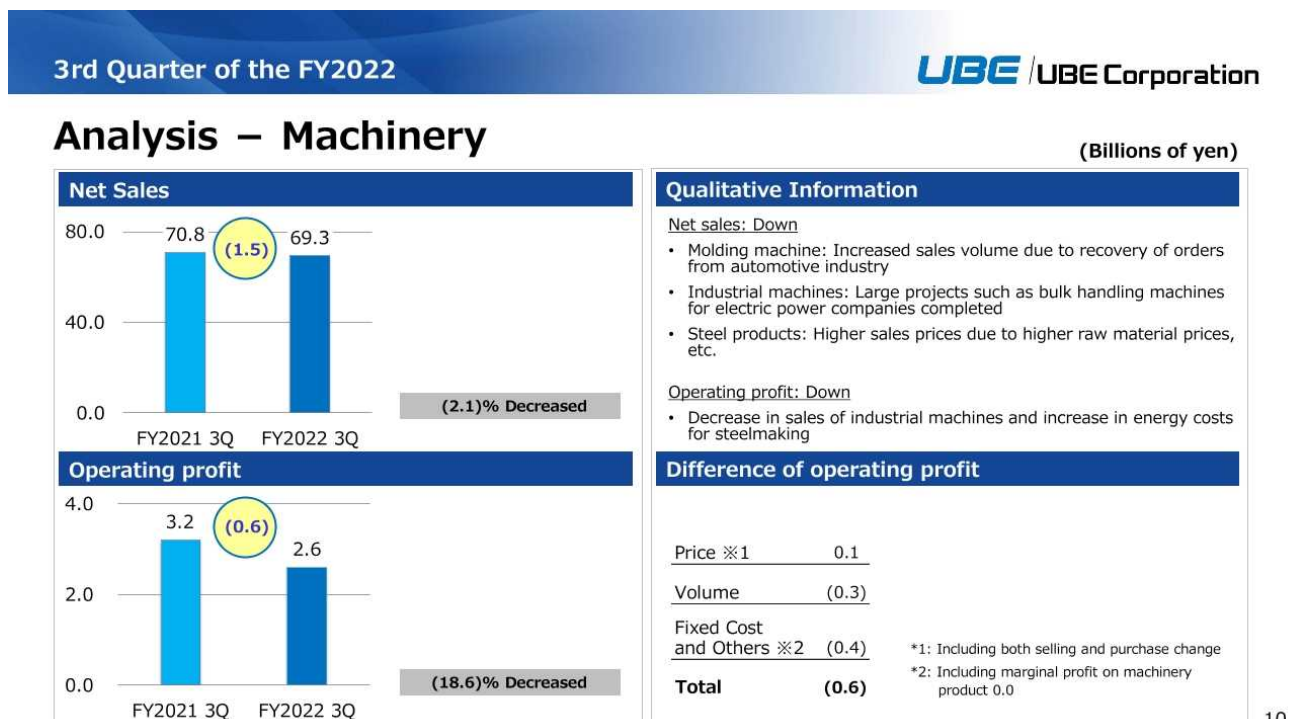 3rd Quarter of the FY2022
UBE UBE Corporation
Analysis – Machinery
(Billions of yen)
Net Sales
80.0
70.8
(1.5)
69.3
40.0
0.0
(2.1)% Decreased
FY2021 3Q FY2022 3Q
Operating profit
4.0
3.2
(0.6)
2.6
2.0
0.0
(18.6)% Decreased
FY2021 3Q FY2022 3Q
Qualitative Information
Net sales: Down
• Molding machine: Increased sales volume due to recovery of orders
from automotive industry
• Industrial machines: Large projects such as bulk handling machines
for electric power companies completed
• Steel products: Higher sales prices due to higher raw material prices,
etc.
Operating profit: Down
• Decrease in sales of industrial machines and increase in energy costs
for steelmaking
Difference of operating profit
Price ※1 0.1
Volume (0.3)
Fixed Cost
and Others ※2 (0.4)
Total (0.6)
*1: Including both selling and purchase change
*2: Including marginal profit on machinery
product 0.0